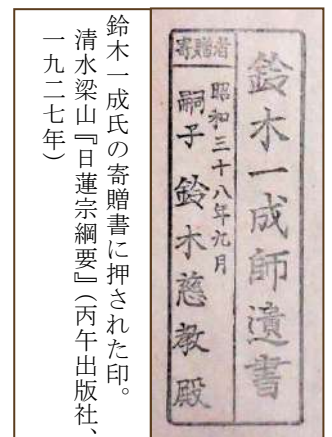 鈴木一成師遺書
昭和三十八年九月
寄贈者
嗣子 鈴木慈教殿
鈴木一成氏の寄贈書に押された印。
清水梁山『日蓮宗綱要』（丙午出版社、
一九二七年）